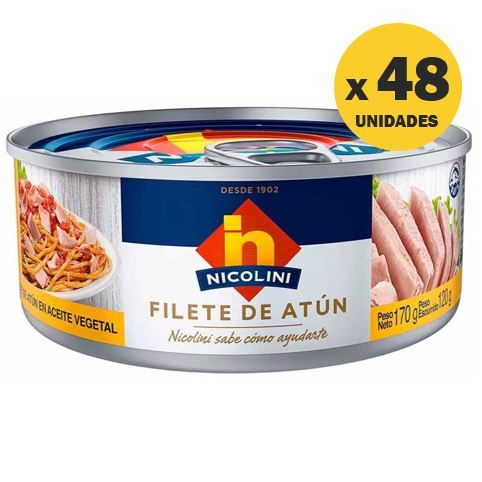 x 48
UNIDADES
DESDE 1902
n
NICOLINI
FILETE DE ATÚN
Nicolini sabe cómo ayudarte
DE ATÚN EN ACEITE VEGETAL
Peso Neto 170 g
Peso Escurrido 120 g